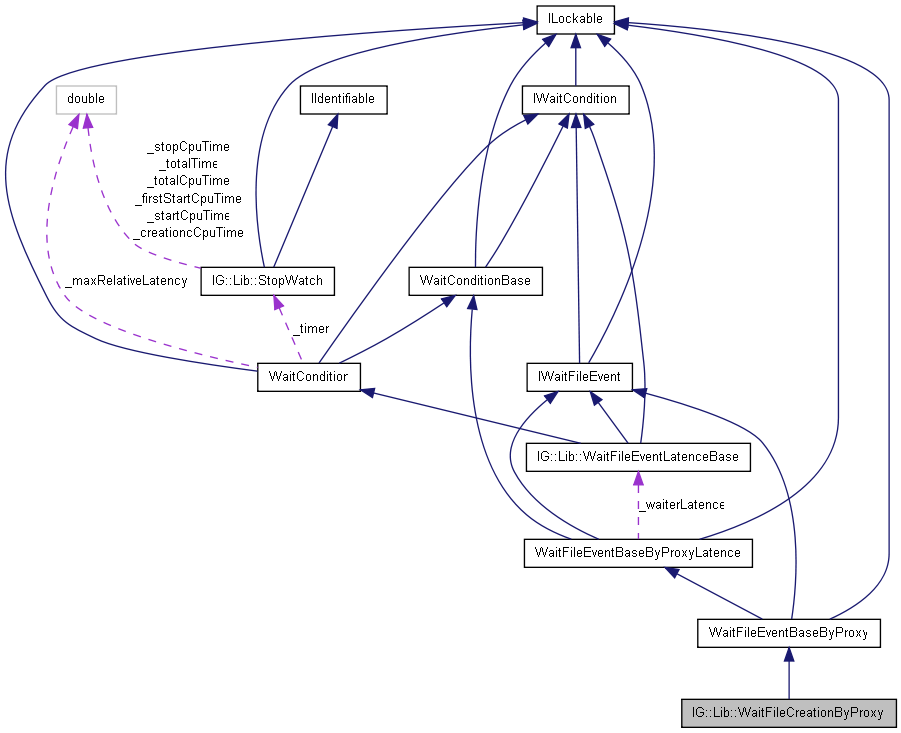 ILockable
double
IIdentifiable
IWaitCondition
_stopCpuTime
_totalTime
_totalCpuTime
_firstStartCpuTime
_startCpuTime
_creationcCpuTime
_maxRelativeLatency
IG::Lib::StopWatch
WaitConditionBase
_timer
WaitCondition
IWaitFileEvent
IG::Lib::WaitFileEventLatenceBase
_waiterLatence
WaitFileEventBaseByProxyLatence
WaitFileEventBaseByProxy
IG::Lib::WaitFileCreationByProxy